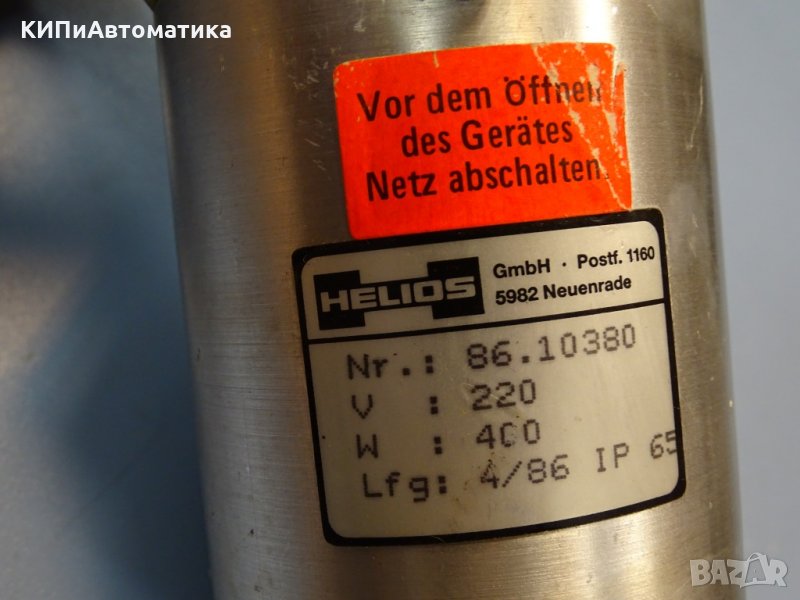 КИПиАвтоматика
Vor dem Öffnen
des Gerätes
Netz abschalten.
HELIOS
GmbH · Postf. 1160
5982 Neuenrade
Nr.: 86.10380
V : 220
W : 400
Lfg: 4/86 IP 65
BAZAR